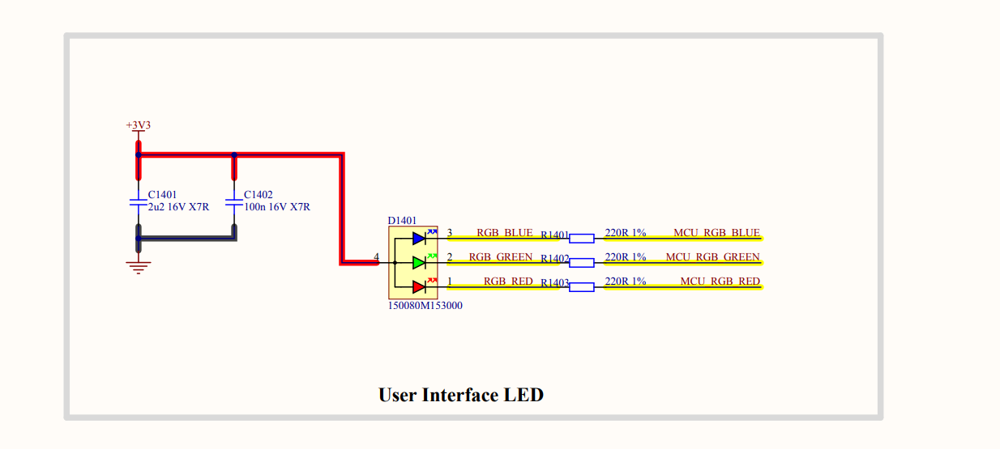 +3V3
C1401
2u2 16V X7R
C1402
100n 16V X7R
D1401
3 RGB_BLUE R1401 220R 1% MCU_RGB_BLUE
4 2 RGB_GREEN R1402 220R 1% MCU_RGB_GREEN
1 RGB_RED R1403 220R 1% MCU_RGB_RED
150080M153000
User Interface LED